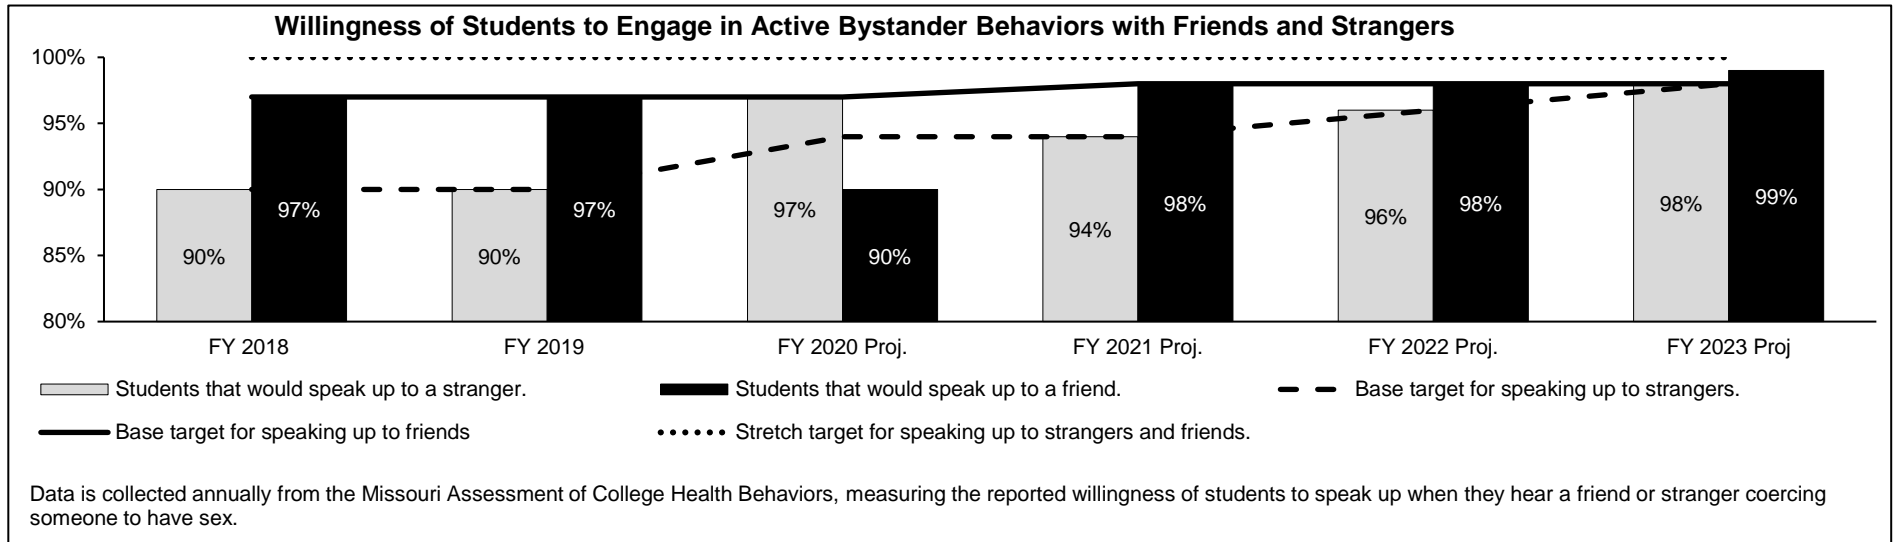 Willingness of Students to Engage in Active Bystander Behaviors with Friends and Strangers
100%
95%
90%
85%
80%
90%
97%
90%
97%
97%
90%
94%
98%
96%
98%
98%
99%
FY 2018
FY 2019
FY 2020 Proj.
FY 2021 Proj.
FY 2022 Proj.
FY 2023 Proj
Students that would speak up to a stranger.
Students that would speak up to a friend.
Base target for speaking up to strangers.
Base target for speaking up to friends
Stretch target for speaking up to strangers and friends.
Data is collected annually from the Missouri Assessment of College Health Behaviors, measuring the reported willingness of students to speak up when they hear a friend or stranger coercing
someone to have sex.